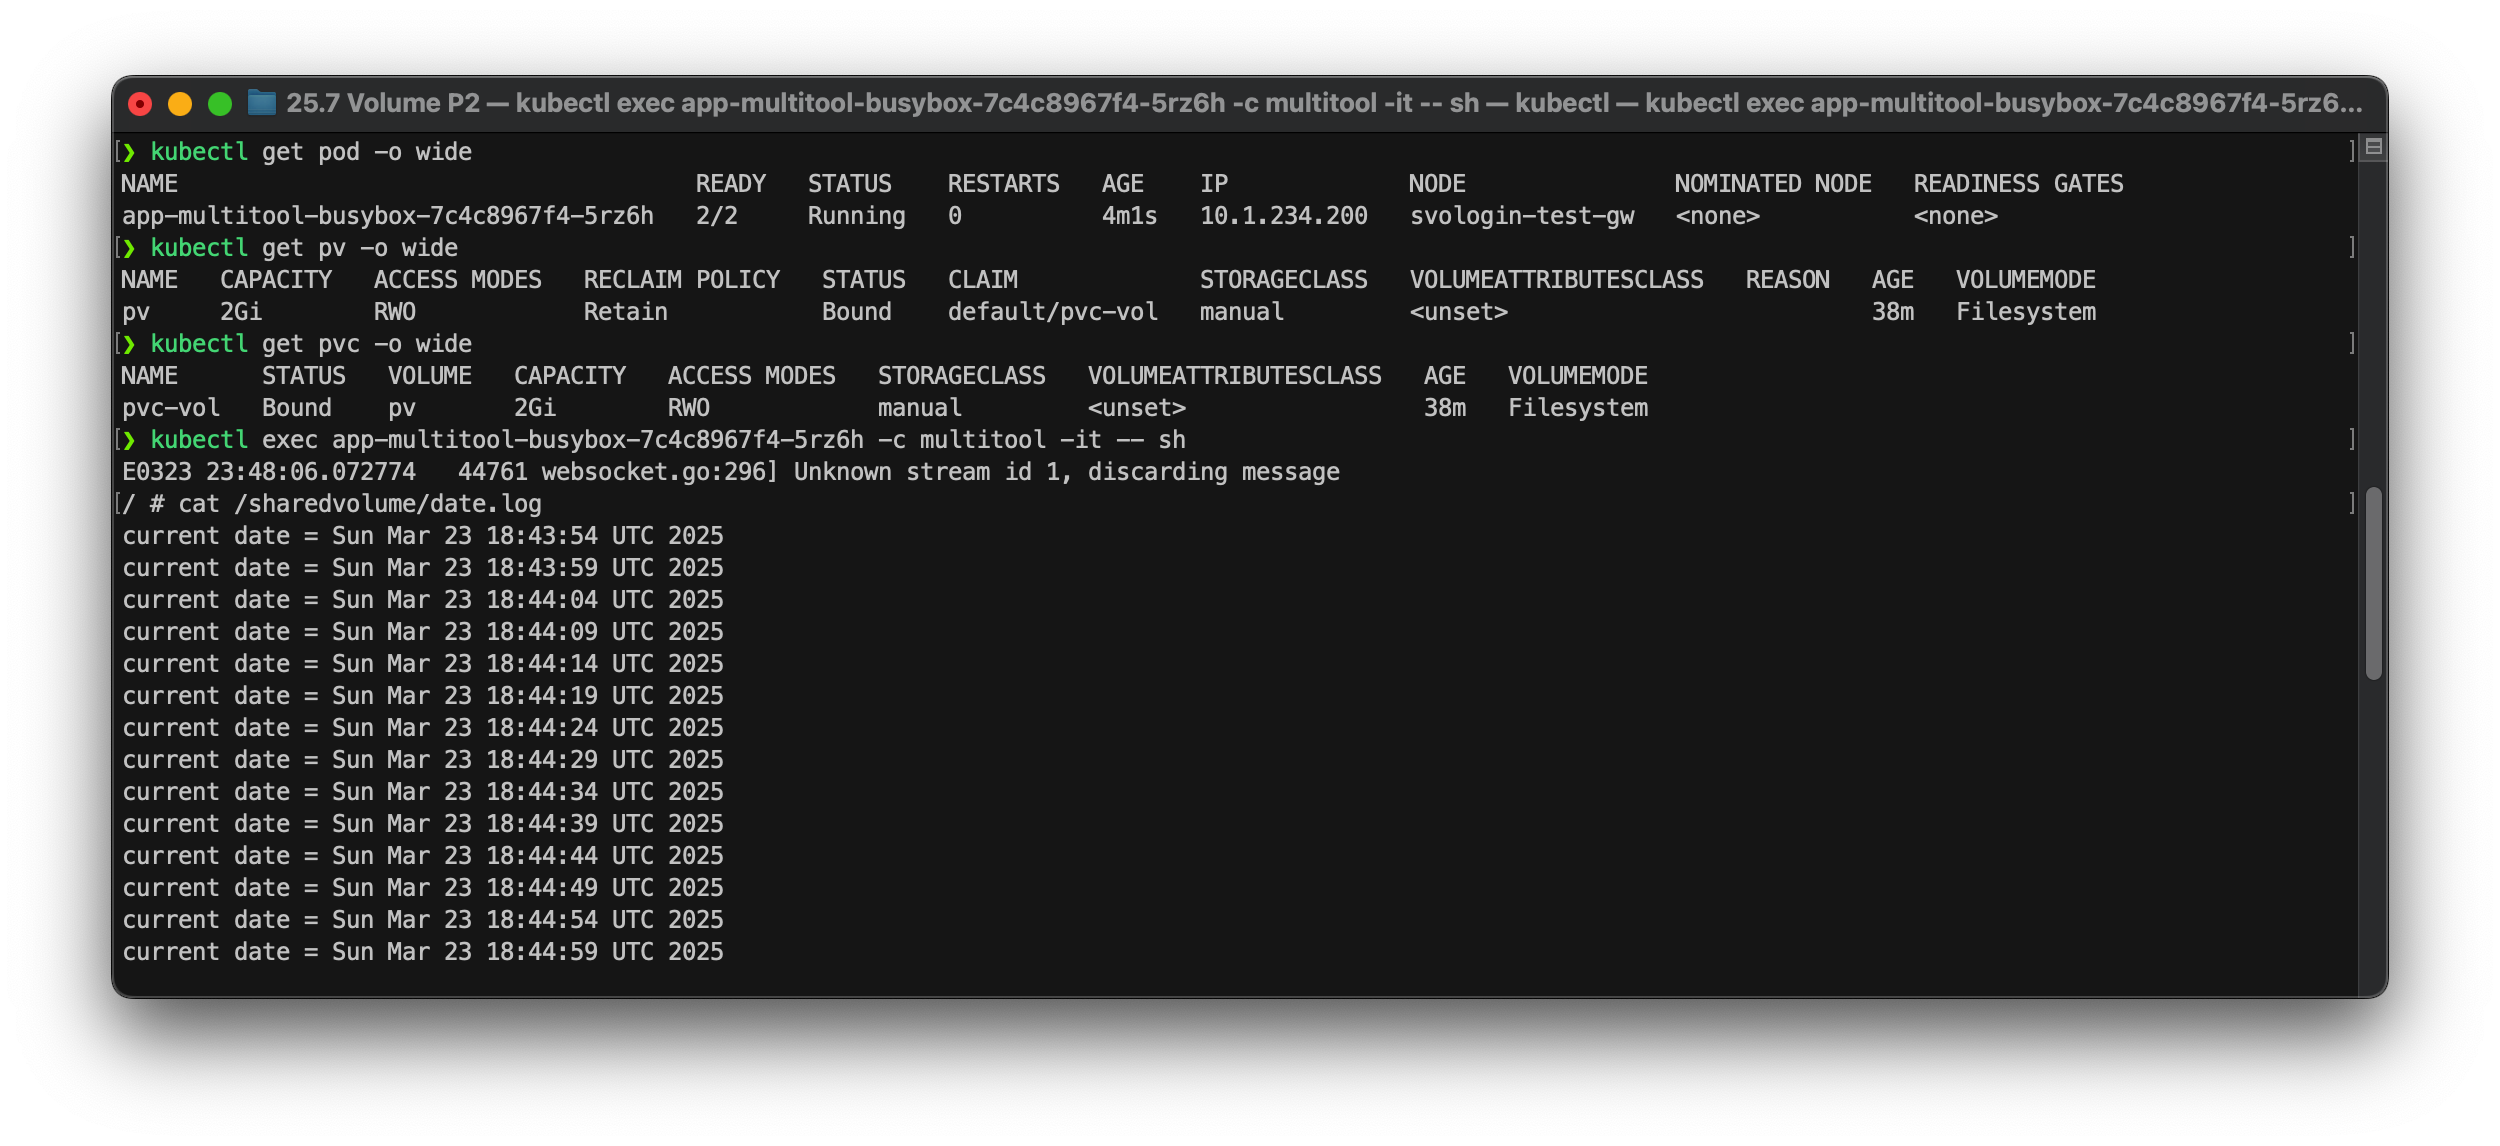 25.7 Volume P2 — kubectl exec app-multitool-busybox-7c4c8967f4-5rz6h -c multitool -it -- sh — kubectl — kubectl exec app-multitool-busybox-7c4c8967f4-5rz6...
[❯ kubectl get pod -o wide ]
NAME READY STATUS RESTARTS AGE IP NODE NOMINATED NODE READINESS GATES
app-multitool-busybox-7c4c8967f4-5rz6h 2/2 Running 0 4m1s 10.1.234.200 svologin-test-gw <none> <none>
[❯ kubectl get pv -o wide ]
NAME CAPACITY ACCESS MODES RECLAIM POLICY STATUS CLAIM STORAGECLASS VOLUMEATTRIBUTESCLASS REASON AGE VOLUMEMODE
pv 2Gi RWO Retain Bound default/pvc-vol manual <unset> 38m Filesystem
[❯ kubectl get pvc -o wide ]
NAME STATUS VOLUME CAPACITY ACCESS MODES STORAGECLASS VOLUMEATTRIBUTESCLASS AGE VOLUMEMODE
pvc-vol Bound pv 2Gi RWO manual <unset> 38m Filesystem
[❯ kubectl exec app-multitool-busybox-7c4c8967f4-5rz6h -c multitool -it -- sh ]
E0323 23:48:06.072774 44761 websocket.go:296] Unknown stream id 1, discarding message
[/ # cat /sharedvolume/date.log ]
current date = Sun Mar 23 18:43:54 UTC 2025
current date = Sun Mar 23 18:43:59 UTC 2025
current date = Sun Mar 23 18:44:04 UTC 2025
current date = Sun Mar 23 18:44:09 UTC 2025
current date = Sun Mar 23 18:44:14 UTC 2025
current date = Sun Mar 23 18:44:19 UTC 2025
current date = Sun Mar 23 18:44:24 UTC 2025
current date = Sun Mar 23 18:44:29 UTC 2025
current date = Sun Mar 23 18:44:34 UTC 2025
current date = Sun Mar 23 18:44:39 UTC 2025
current date = Sun Mar 23 18:44:44 UTC 2025
current date = Sun Mar 23 18:44:49 UTC 2025
current date = Sun Mar 23 18:44:54 UTC 2025
current date = Sun Mar 23 18:44:59 UTC 2025